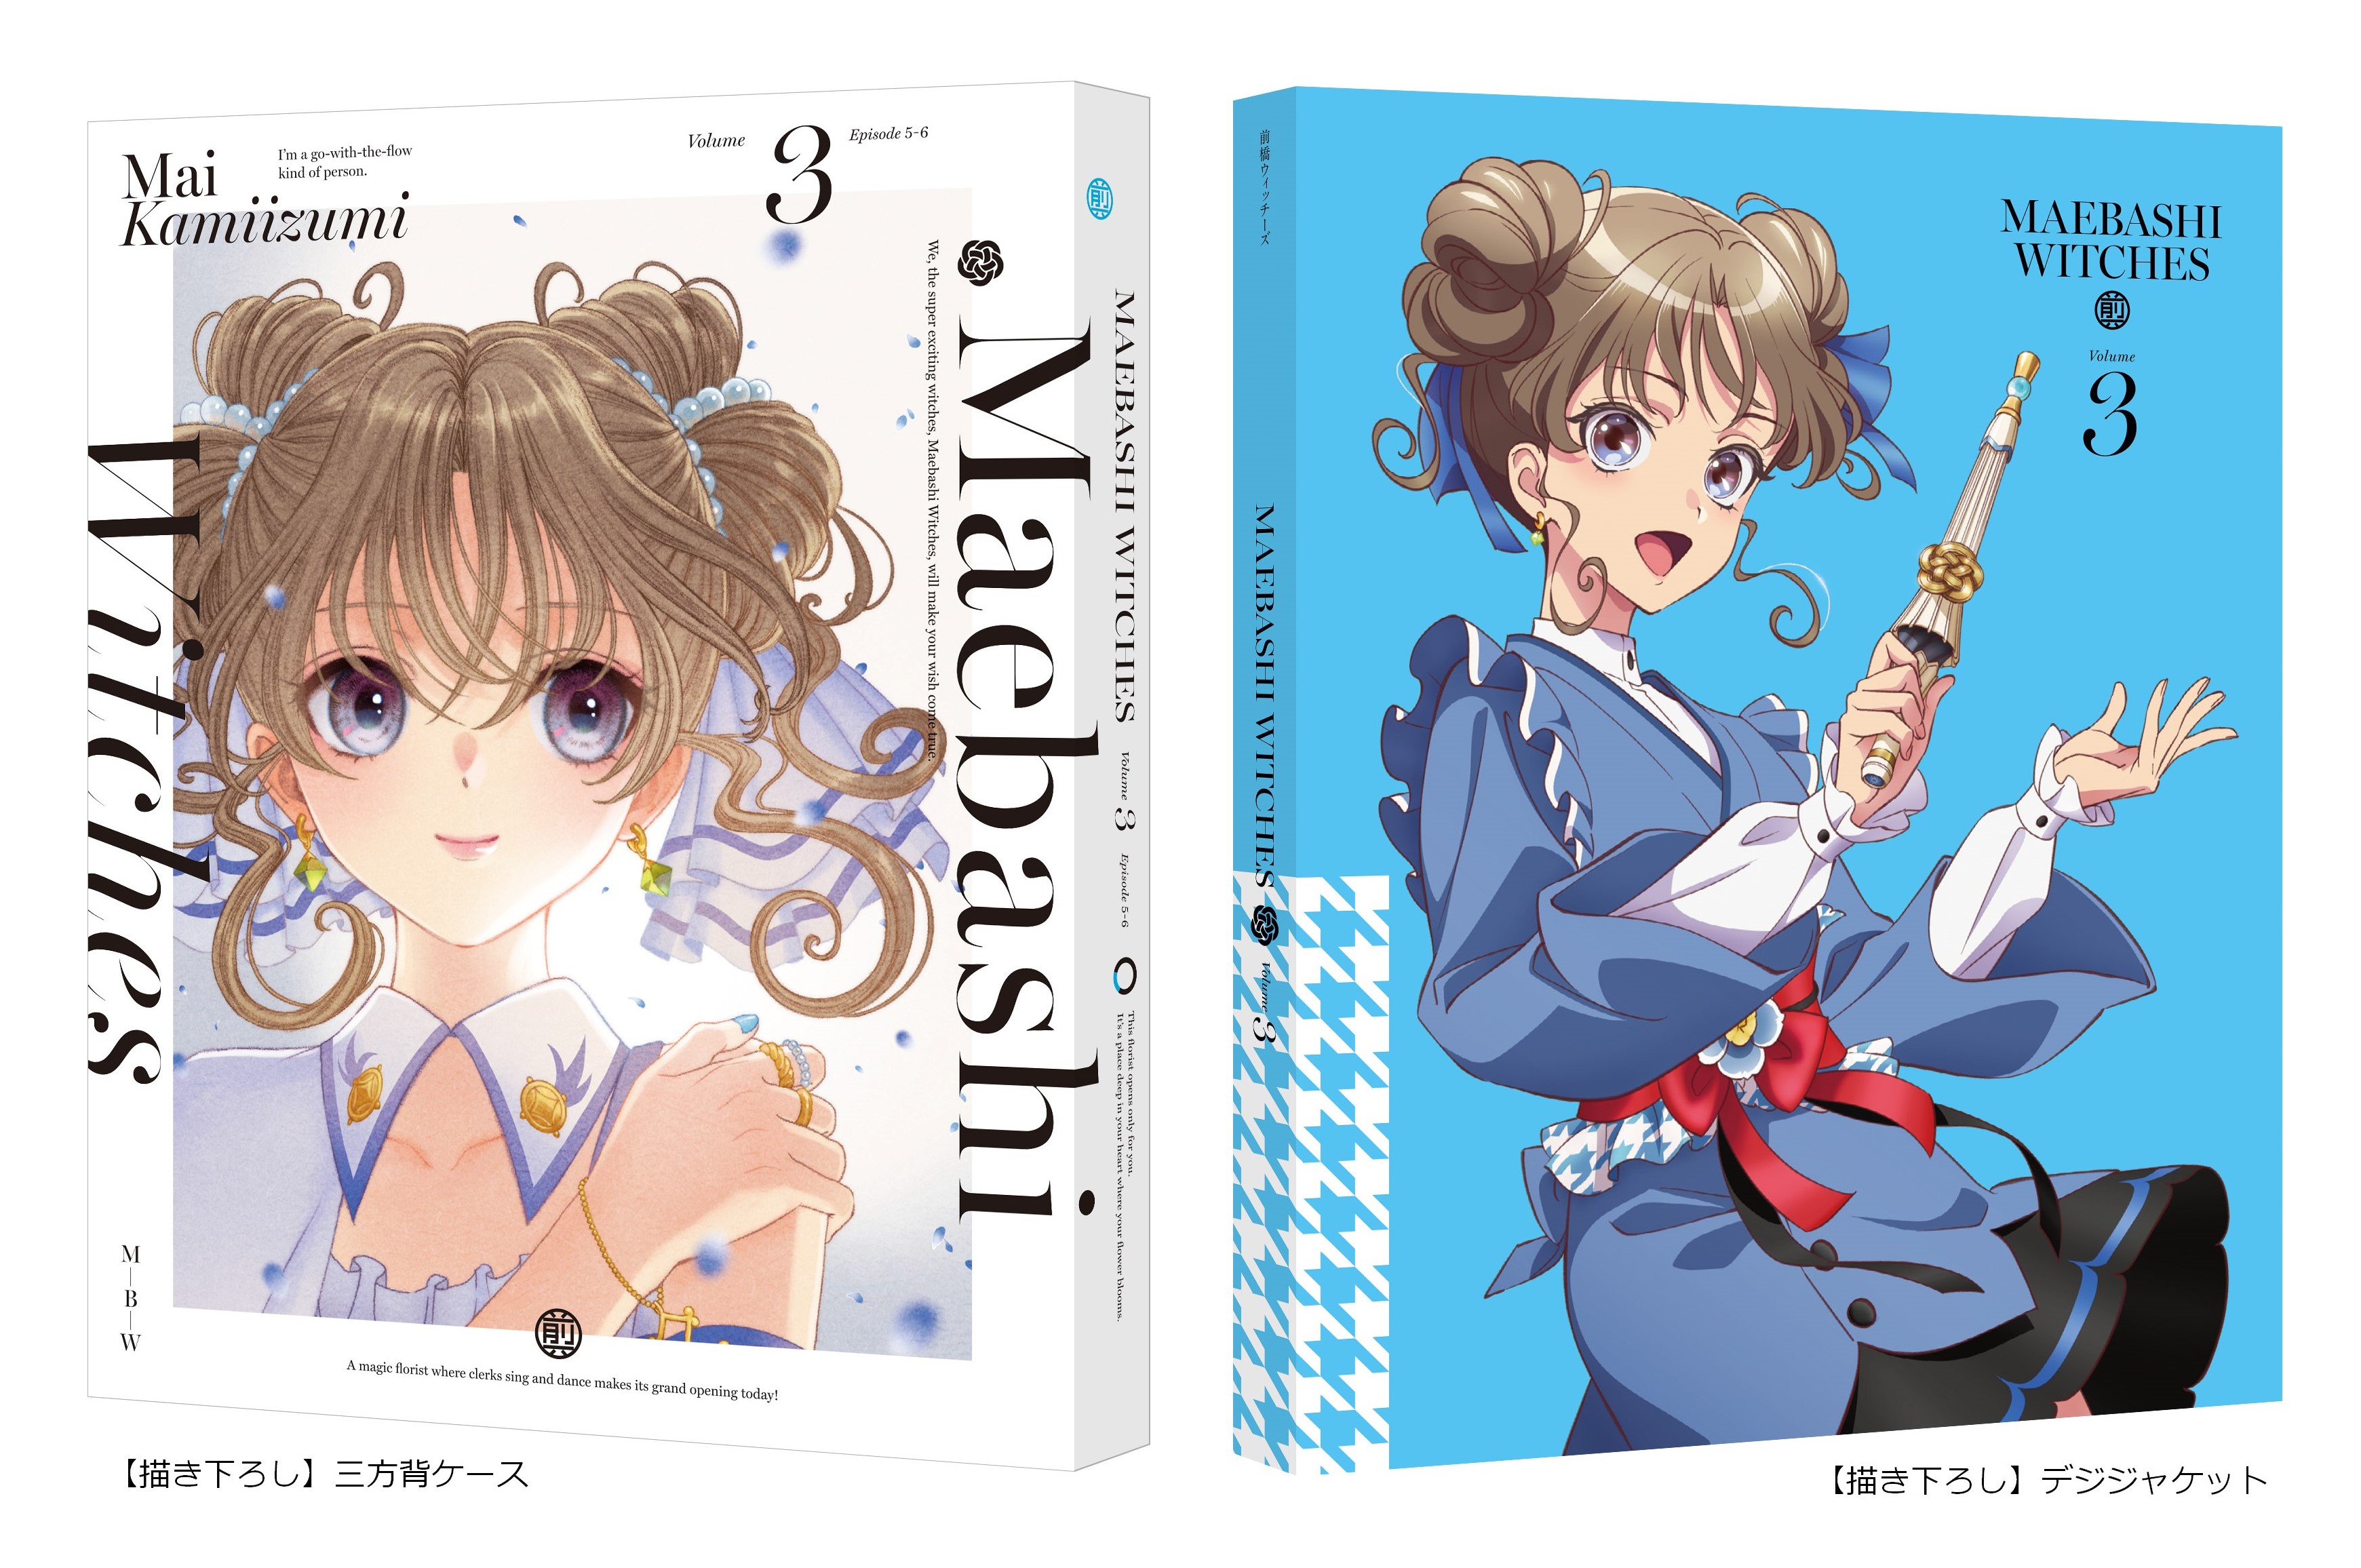 Mai
Kamiizumi
I'm a go-with-the-flow
kind of person.
Volume
3
Episode 5-6
We, the super exciting witches, Maebashi Witches, will make your wish come true.
Maebashi
Witches
M—B—W
前
A magic florist where clerks sing and dance makes its grand opening today!
前
MAEBASHI WITCHES
Volume 3
Episode 5-6
This florist opens only for you.
It's a place deep in your heart where your flower blooms.
【描き下ろし】三方背ケース
前橋ウィッチーズ
MAEBASHI WITCHES
Volume 3
MAEBASHI
WITCHES
前
Volume
3
【描き下ろし】デジジャケット